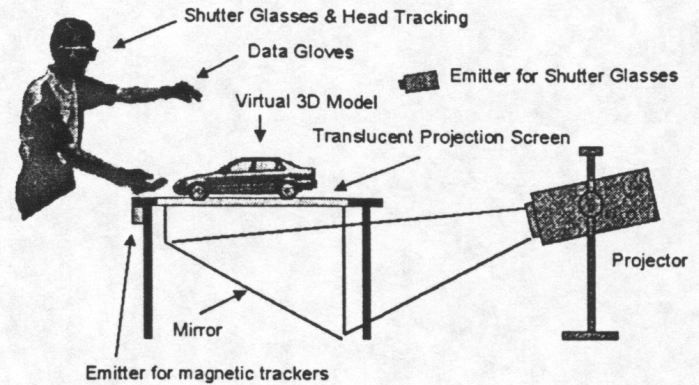 Shutter Glasses & Head Tracking
Data Gloves
Emitter for Shutter Glasses
Virtual 3D Model
Translucent Projection Screen
Projector
Mirror
Emitter for magnetic trackers